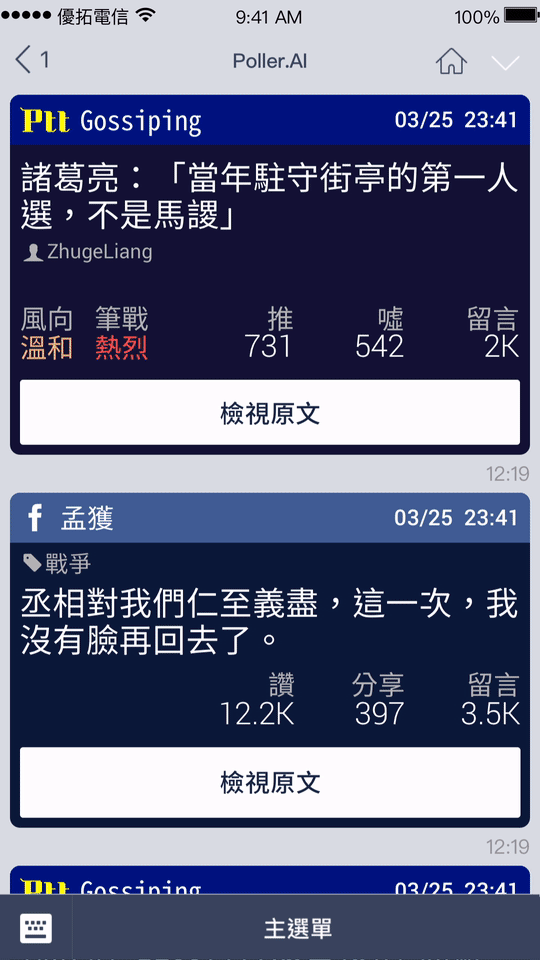 優拓電信 9:41 AM 100%
1 Poller.AI
Ptt Gossiping 03/25 23:41
諸葛亮：「當年駐守街亭的第一人
選，不是馬謖」
ZhugeLiang
風向 筆戰 推 噓 留言
溫和 熱烈 731 542 2K
檢視原文
12:19
f 孟獲 03/25 23:41
戰爭
丞相對我們仁至義盡，這一次，我
沒有臉再回去了。
讚 分享 留言
12.2K 397 3.5K
檢視原文
12:19
Ptt Gossiping 03/25 23:41
主選單